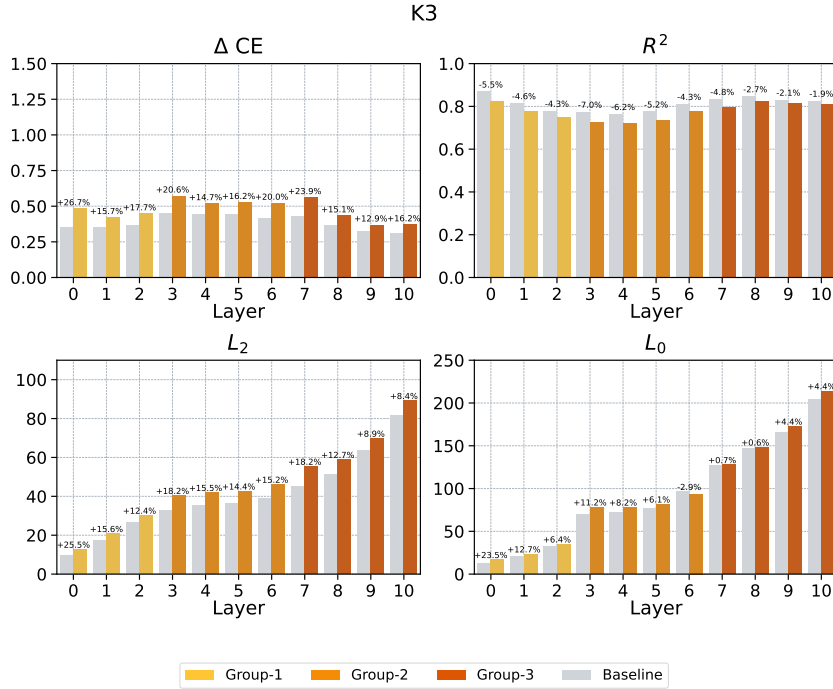 K3
Δ CE
1.50
1.25
1.00
0.75
0.50
0.25
0.00
+26.7% +15.7% +17.7% +20.6% +14.7% +16.2% +20.0% +23.9% +15.1% +12.9% +16.2%
0 1 2 3 4 5 6 7 8 9 10
Layer
R²
1.0
0.8
0.6
0.4
0.2
0.0
-5.5% -4.6% -4.3% -7.0% -6.2% -5.2% -4.3% -4.8% -2.7% -2.1% -1.9%
0 1 2 3 4 5 6 7 8 9 10
Layer
L₂
100
80
60
40
20
0
+25.5% +15.6% +12.4% +18.2% +15.5% +14.4% +15.2% +18.2% +12.7% +8.9% +8.4%
0 1 2 3 4 5 6 7 8 9 10
Layer
L₀
250
200
150
100
50
0
+23.5% +12.7% +6.4% +11.2% +8.2% +6.1% -2.9% +0.7% +0.6% +4.4% +4.4%
0 1 2 3 4 5 6 7 8 9 10
Layer
Group-1 Group-2 Group-3 Baseline